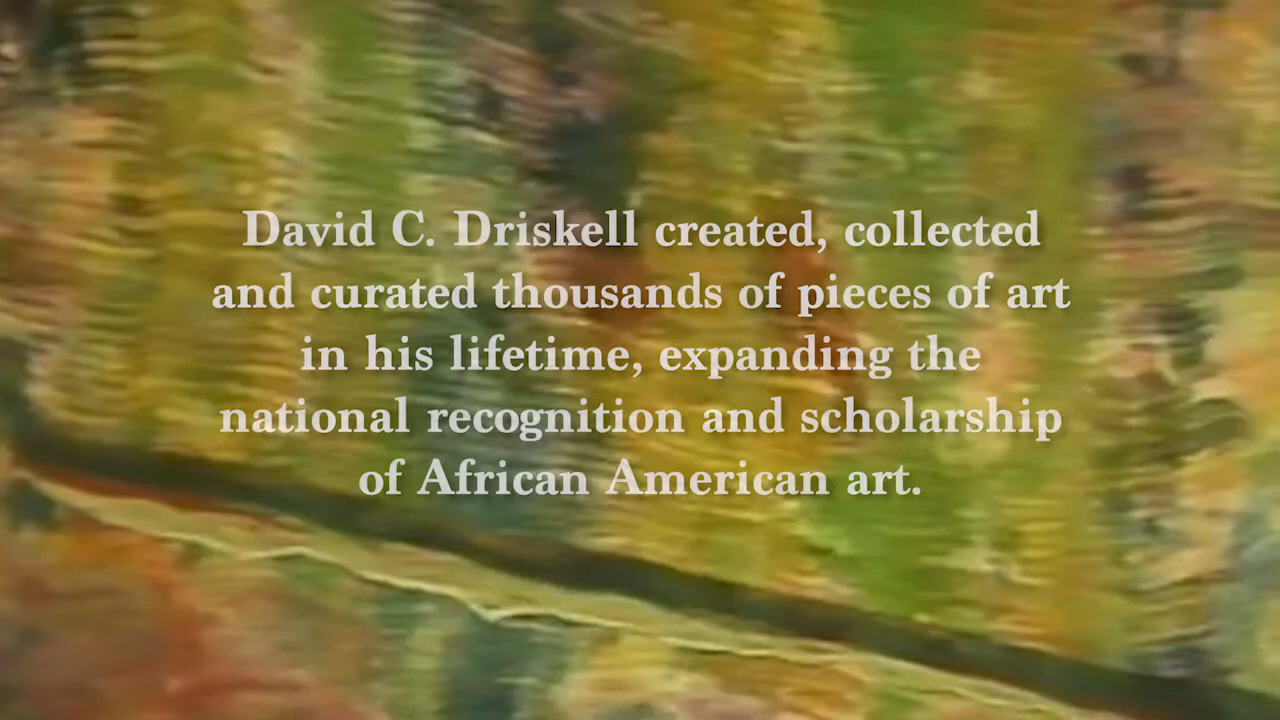 David C. Driskell created, collected
and curated thousands of pieces of art
in his lifetime, expanding the
national recognition and scholarship
of African American art.